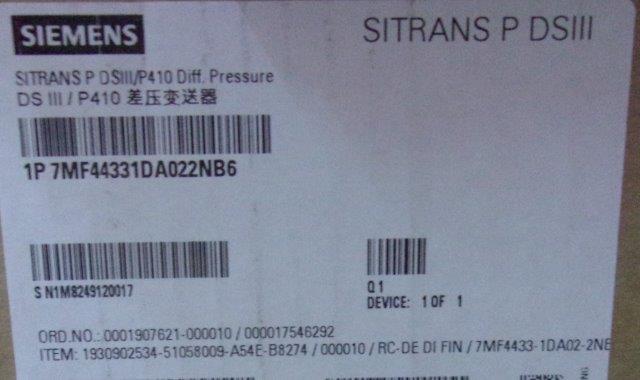 SIEMENS
SITRANS P DSIII
SITRANS P DSIII/P410 Diff. Pressure
DS III / P410 差压变送器
1P 7MF44331DA022NB6
S N1M8249120017
Q 1
DEVICE: 1 OF 1
ORD.NO.: 0001907621-000010 / 000017546292
ITEM: 1930902534-51058009-A54E-B8274 / 000010 / RC-DE DI FIN / 7MF4433-1DA02-2NB